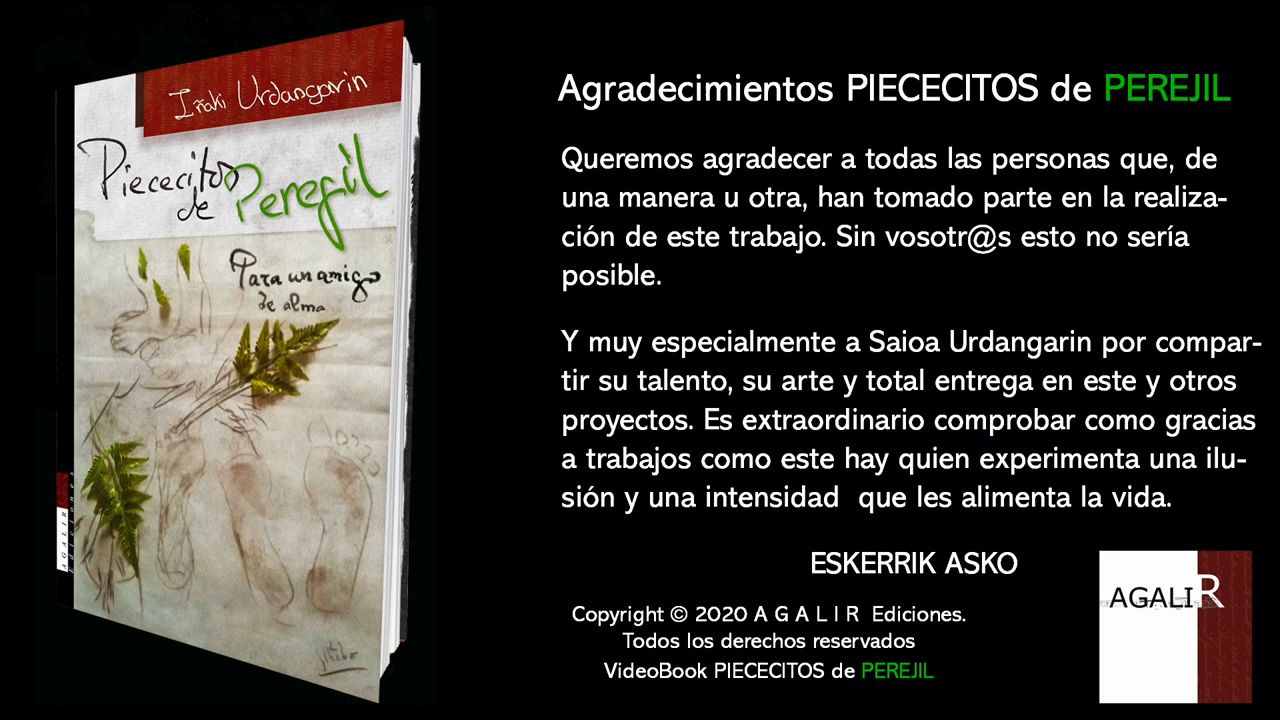 Iñaki Urdangarin
Piececitos
de Perejil
Para un amigo
de alma
AGALIR
Ediciones
Agradecimientos PIECECITOS de PEREJIL
Queremos agradecer a todas las personas que, de
una manera u otra, han tomado parte en la realiza-
ción de este trabajo. Sin vosotr@s esto no sería
posible.
Y muy especialmente a Saioa Urdangarin por compar-
tir su talento, su arte y total entrega en este y otros
proyectos. Es extraordinario comprobar como gracias
a trabajos como este hay quien experimenta una ilu-
sión y una intensidad  que les alimenta la vida.
ESKERRIK ASKO
Copyright © 2020 A G A L I R  Ediciones.
Todos los derechos reservados
VideoBook PIECECITOS de PEREJIL
AGALIR